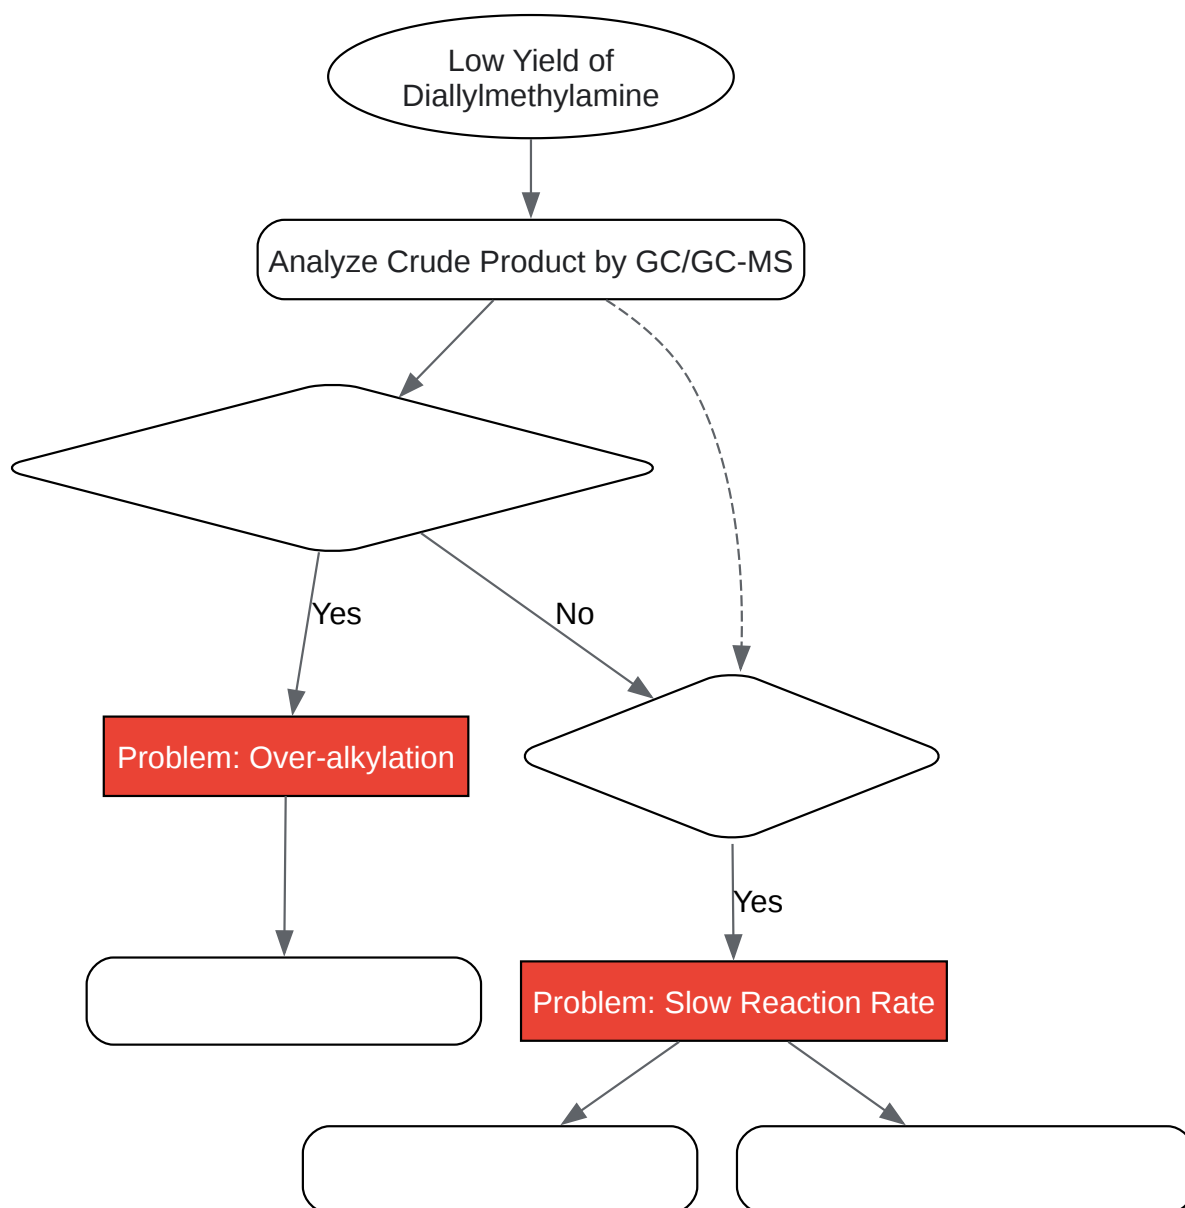 Low Yield of
Diallylmethylamine
Analyze Crude Product by GC/GC-MS
Yes
No
Problem: Over-alkylation
Yes
Problem: Slow Reaction Rate